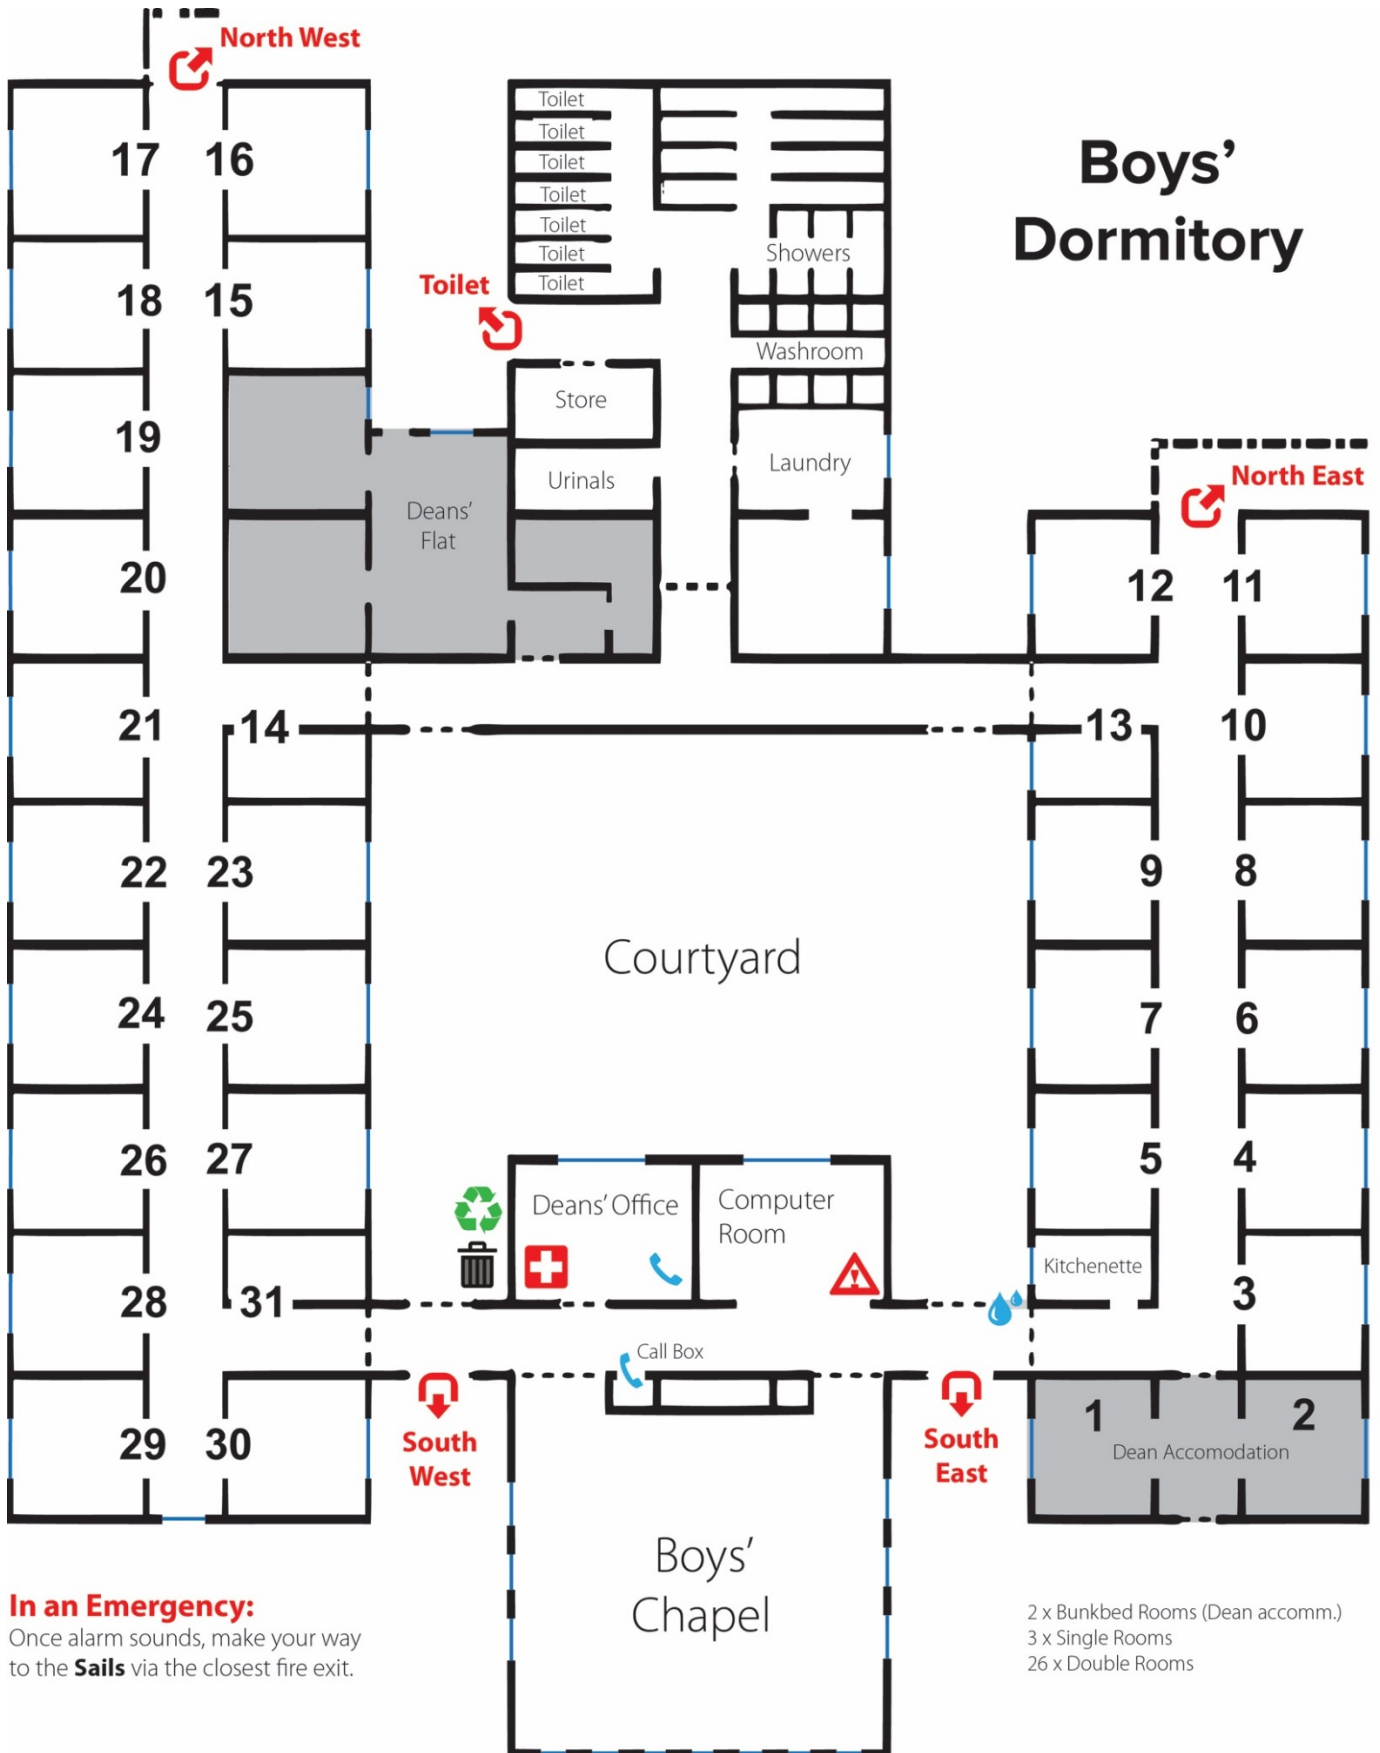 North West
Boys’
Dormitory
17
16
Toilet
Toilet
Toilet
Toilet
Toilet
Toilet
Toilet
Showers
18
15
Toilet
Washroom
Store
19
Laundry
Urinals
North East
Deans’
Flat
20
12
11
21
14
13
10
22
23
9
8
Courtyard
24
25
7
6
26
27
5
4
Deans’ Office
Computer
Room
Kitchenette
28
31
3
Call Box
1
2
South
West
South
East
29
30
Dean Accomodation
Boys’
Chapel
In an Emergency:
Once alarm sounds, make your way
to the Sails via the closest fire exit.
2 x Bunkbed Rooms (Dean accomm.)
3 x Single Rooms
26 x Double Rooms